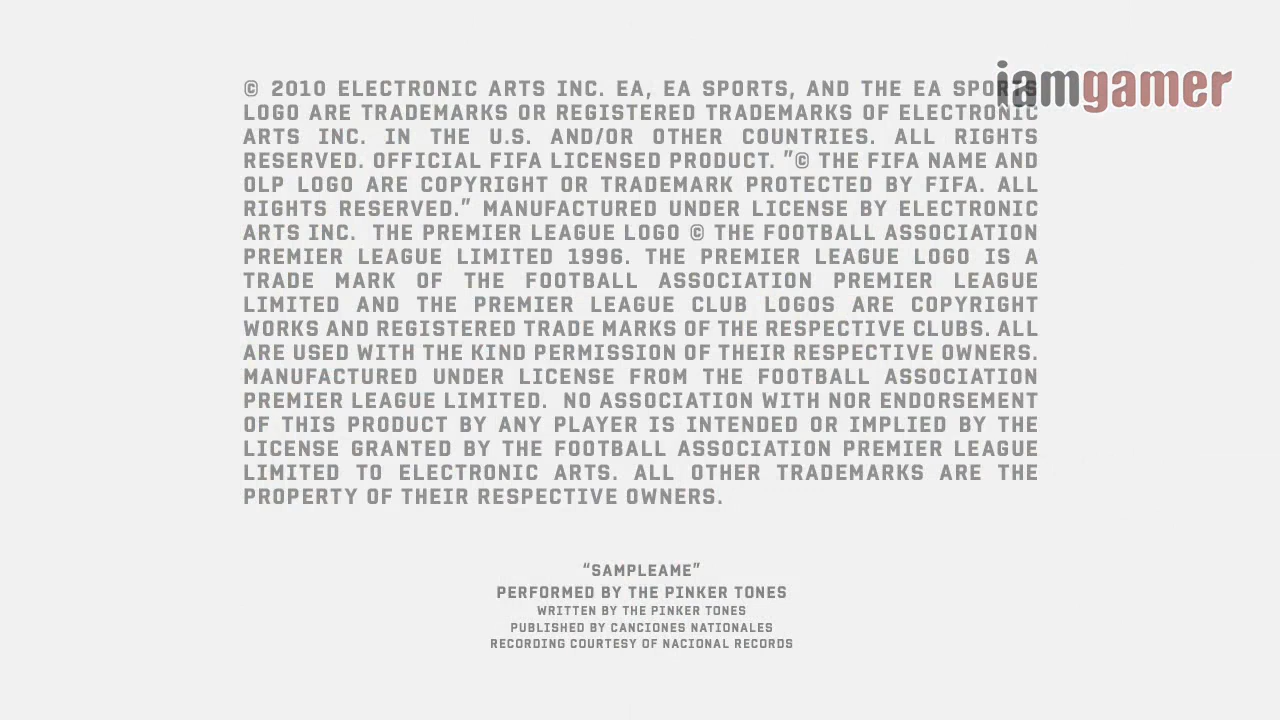 © 2010 ELECTRONIC ARTS INC. EA, EA SPORTS, AND THE EA SPORTS
LOGO ARE TRADEMARKS OR REGISTERED TRADEMARKS OF ELECTRONIC
ARTS INC. IN THE U.S. AND/OR OTHER COUNTRIES. ALL RIGHTS
RESERVED. OFFICIAL FIFA LICENSED PRODUCT. "© THE FIFA NAME AND
OLP LOGO ARE COPYRIGHT OR TRADEMARK PROTECTED BY FIFA. ALL
RIGHTS RESERVED." MANUFACTURED UNDER LICENSE BY ELECTRONIC
ARTS INC. THE PREMIER LEAGUE LOGO © THE FOOTBALL ASSOCIATION
PREMIER LEAGUE LIMITED 1996. THE PREMIER LEAGUE LOGO IS A
TRADE MARK OF THE FOOTBALL ASSOCIATION PREMIER LEAGUE
LIMITED AND THE PREMIER LEAGUE CLUB LOGOS ARE COPYRIGHT
WORKS AND REGISTERED TRADE MARKS OF THE RESPECTIVE CLUBS. ALL
ARE USED WITH THE KIND PERMISSION OF THEIR RESPECTIVE OWNERS.
MANUFACTURED UNDER LICENSE FROM THE FOOTBALL ASSOCIATION
PREMIER LEAGUE LIMITED. NO ASSOCIATION WITH NOR ENDORSEMENT
OF THIS PRODUCT BY ANY PLAYER IS INTENDED OR IMPLIED BY THE
LICENSE GRANTED BY THE FOOTBALL ASSOCIATION PREMIER LEAGUE
LIMITED TO ELECTRONIC ARTS. ALL OTHER TRADEMARKS ARE THE
PROPERTY OF THEIR RESPECTIVE OWNERS.
iamgamer
"SAMPLEAME"
PERFORMED BY THE PINKER TONES
WRITTEN BY THE PINKER TONES
PUBLISHED BY CANCIONES NATIONALES
RECORDING COURTESY OF NACIONAL RECORDS